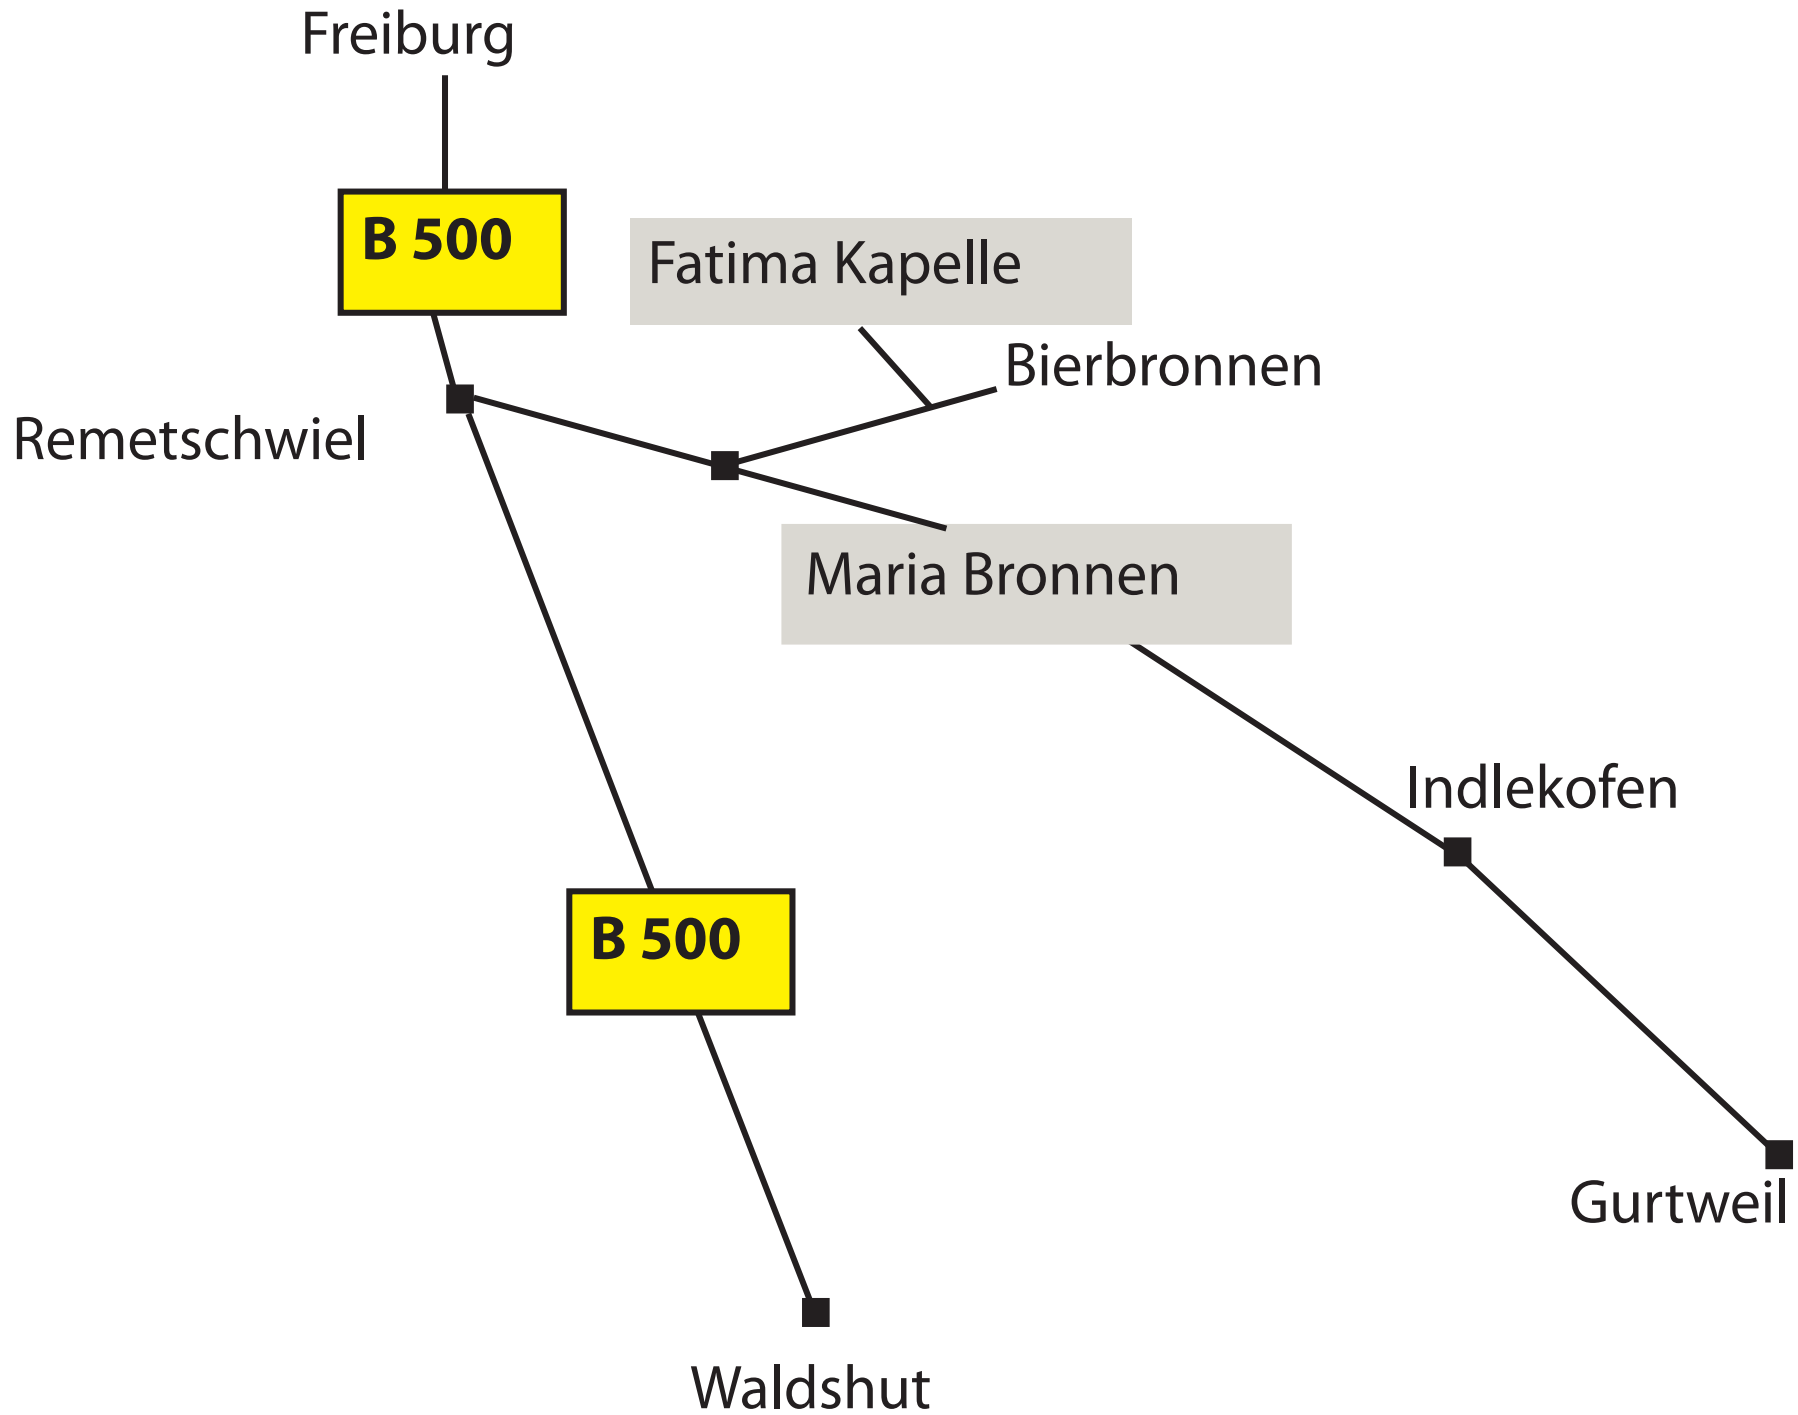 Freiburg
B 500
Fatima Kapelle
Bierbronnen
Remetschwiel
Maria Bronnen
Indlekofen
B 500
Gurtweil
Waldshut